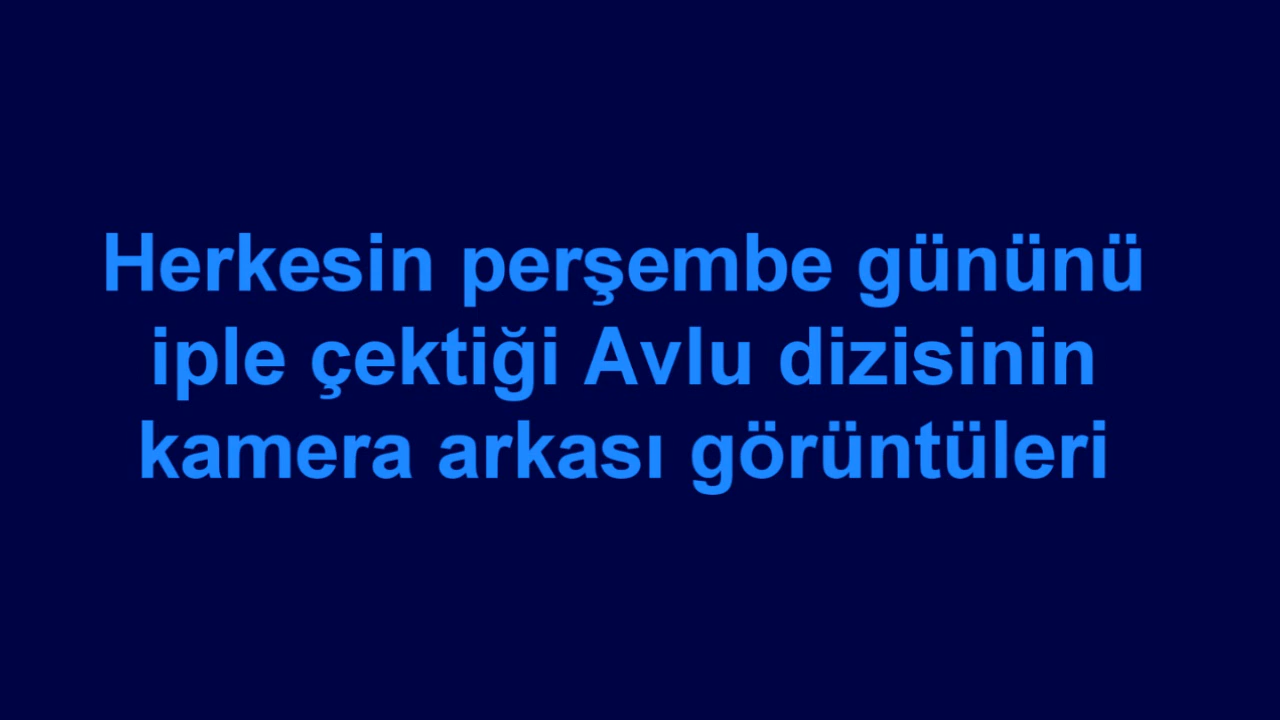 Herkesin perşembe gününü
iple çektiği Avlu dizisinin
kamera arkası görüntüleri